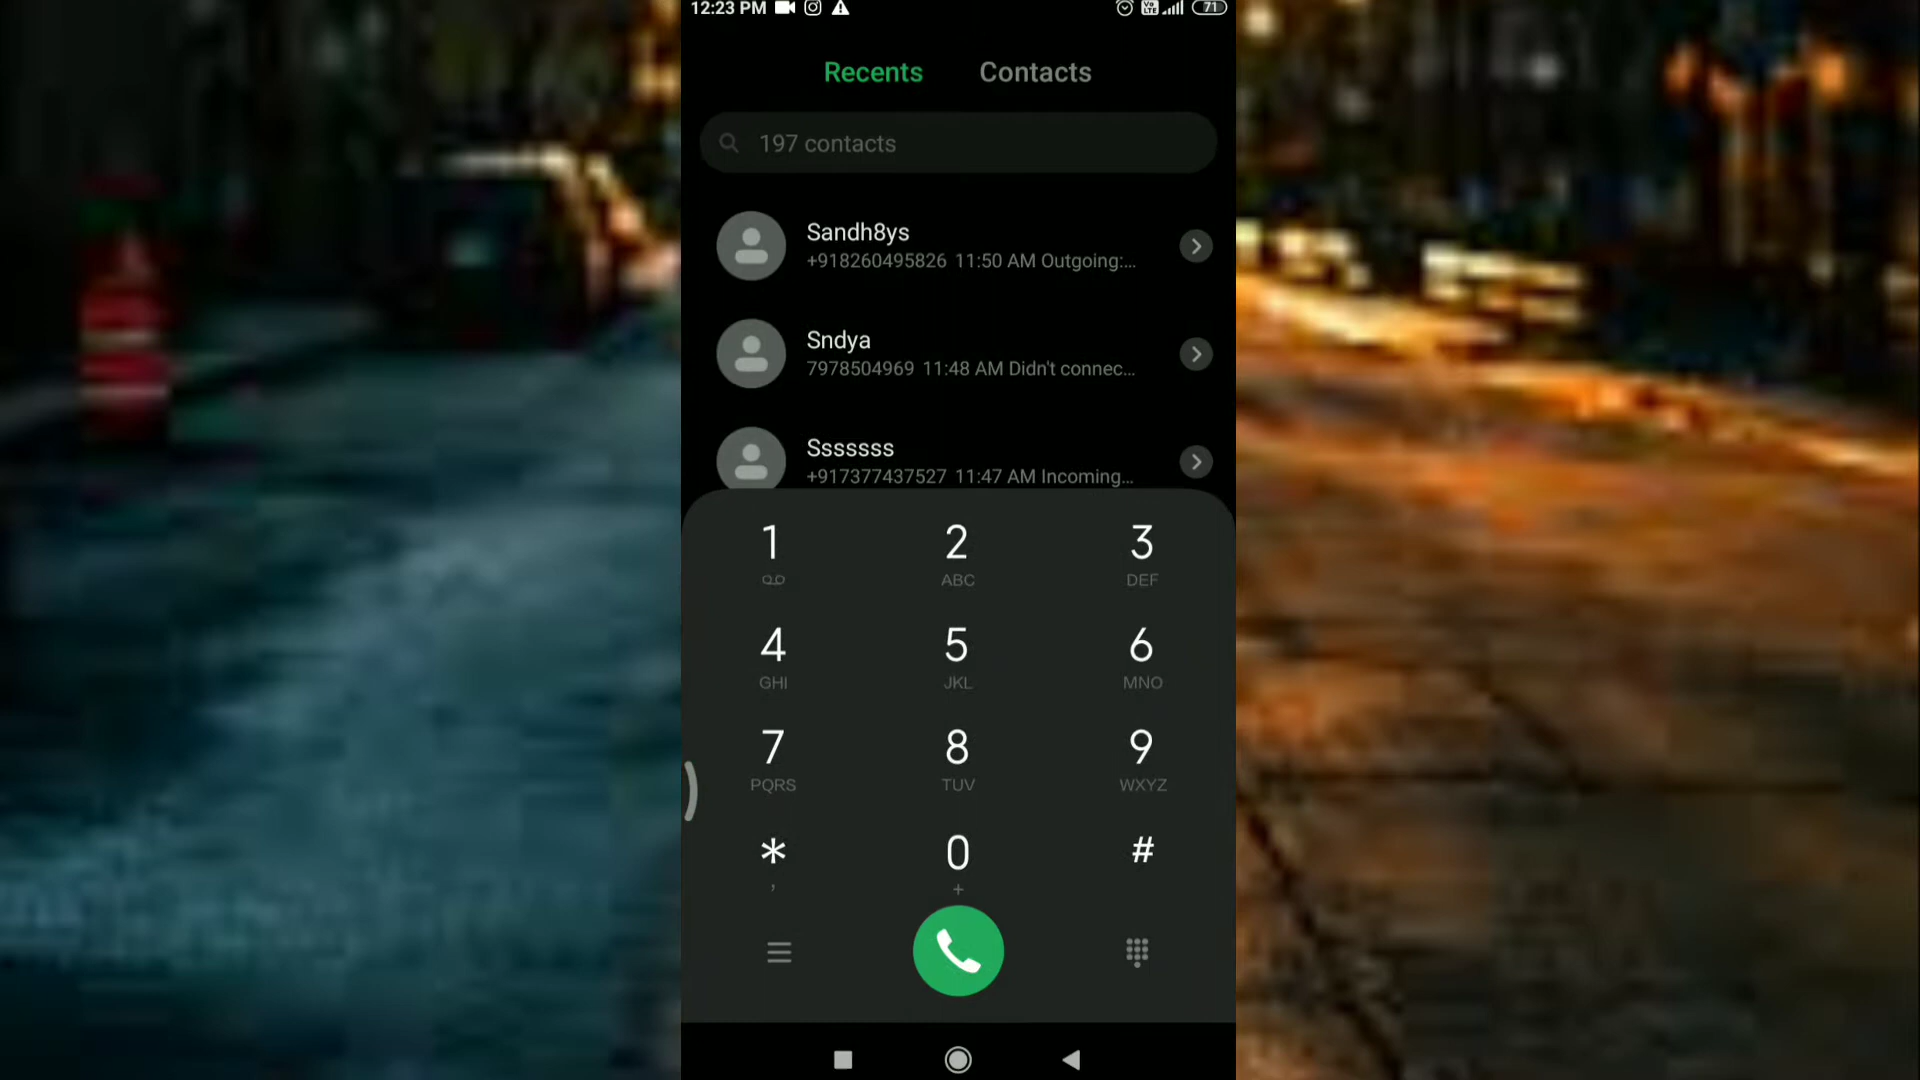 12:23 PM
Vo LTE
71
Recents Contacts
197 contacts
Sandh8ys
+918260495826 11:50 AM Outgoing:...
Sndya
7978504969 11:48 AM Didn't connec...
Sssssss
+917377437527 11:47 AM Incoming...
1 2 3
ABC DEF
4 5 6
GHI JKL MNO
7 8 9
PQRS TUV WXYZ
* 0 #
, +